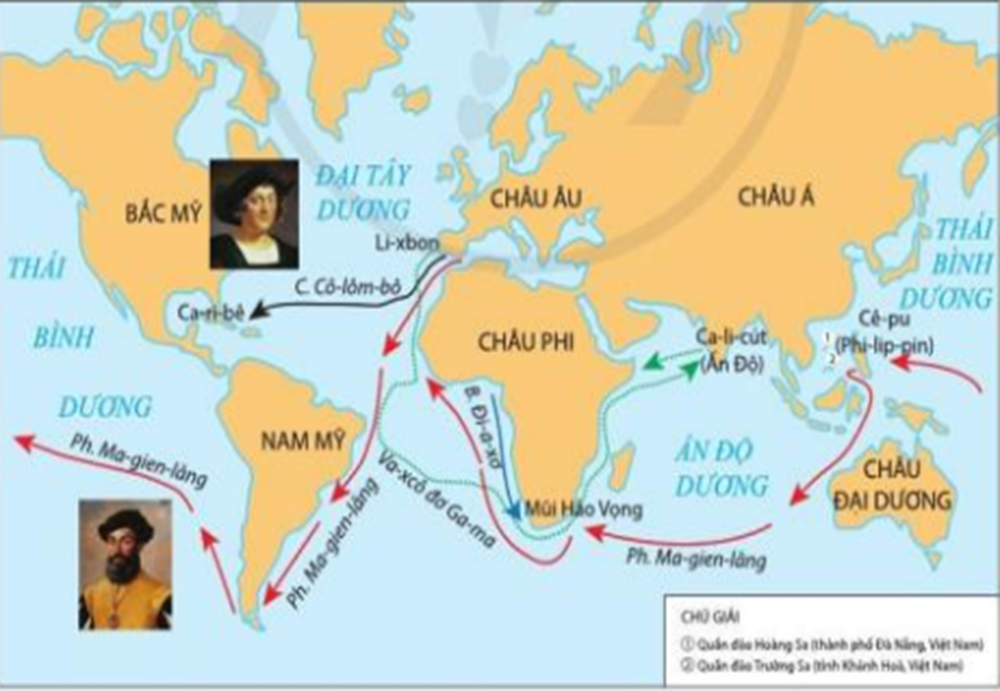 ĐẠI TÂY
DƯƠNG
BẮC MỸ
CHÂU ÂU
CHÂU Á
THÁI
BÌNH
DƯƠNG
Li-xbon
THÁI
BÌNH
DƯƠNG
C. Cô-lôm-bô
Ca-ri-bê
CHÂU PHI
Ca-li-cút
(Ấn Độ)
Cê-pu
(Phi-lip-pin)
1
2
B. Đi-a-xơ
NAM MỸ
Ph. Ma-gien-lăng
Va-xcô đơ Ga-ma
Ph. Ma-gien-lăng
ẤN ĐỘ
DƯƠNG
CHÂU
ĐẠI DƯƠNG
Mũi Hảo Vọng
Ph. Ma-gien-lăng
CHÚ GIẢI
① Quần đảo Hoàng Sa (thành phố Đà Nẵng, Việt Nam)
② Quần đảo Trường Sa (tỉnh Khánh Hoà, Việt Nam)